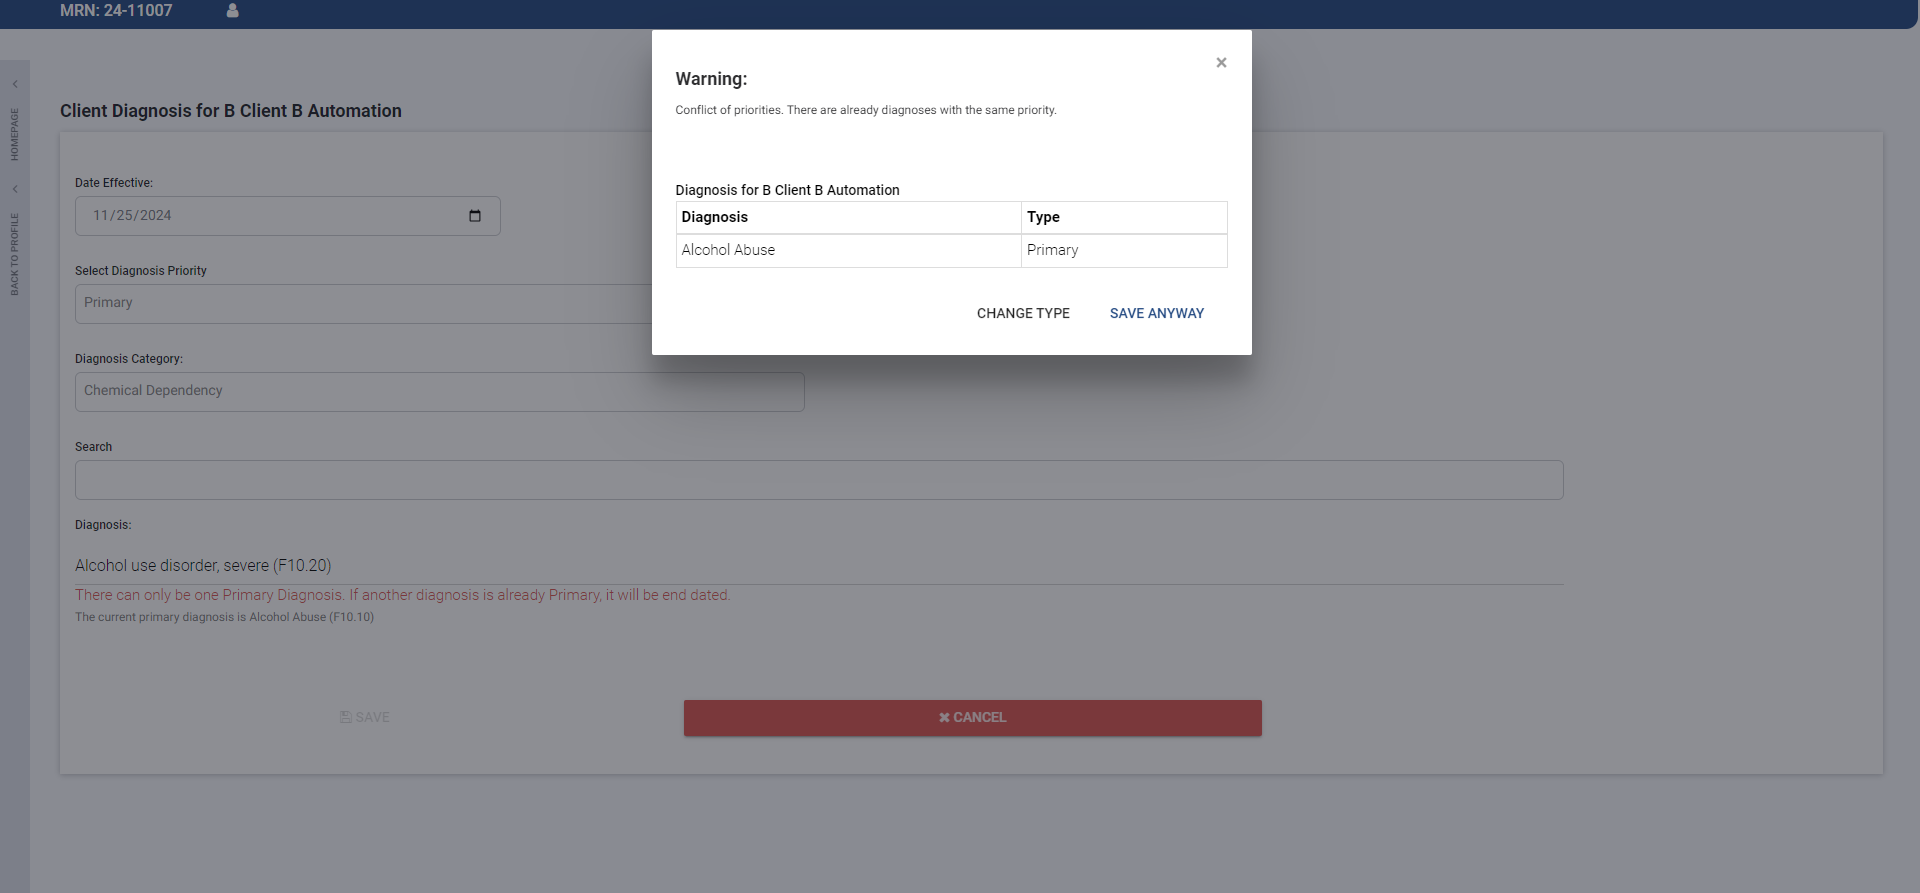 MRN: 24-11007
HOMEPAGE
BACK TO PROFILE
Client Diagnosis for B Client B Automation
Date Effective:
11/25/2024
Select Diagnosis Priority
Primary
Diagnosis Category:
Chemical Dependency
Search
Diagnosis:
Alcohol use disorder, severe (F10.20)
There can only be one Primary Diagnosis. If another diagnosis is already Primary, it will be end dated.
The current primary diagnosis is Alcohol Abuse (F10.10)
SAVE
CANCEL
Warning:
Conflict of priorities. There are already diagnoses with the same priority.
Diagnosis for B Client B Automation
Diagnosis Type
Alcohol Abuse Primary
CHANGE TYPE SAVE ANYWAY